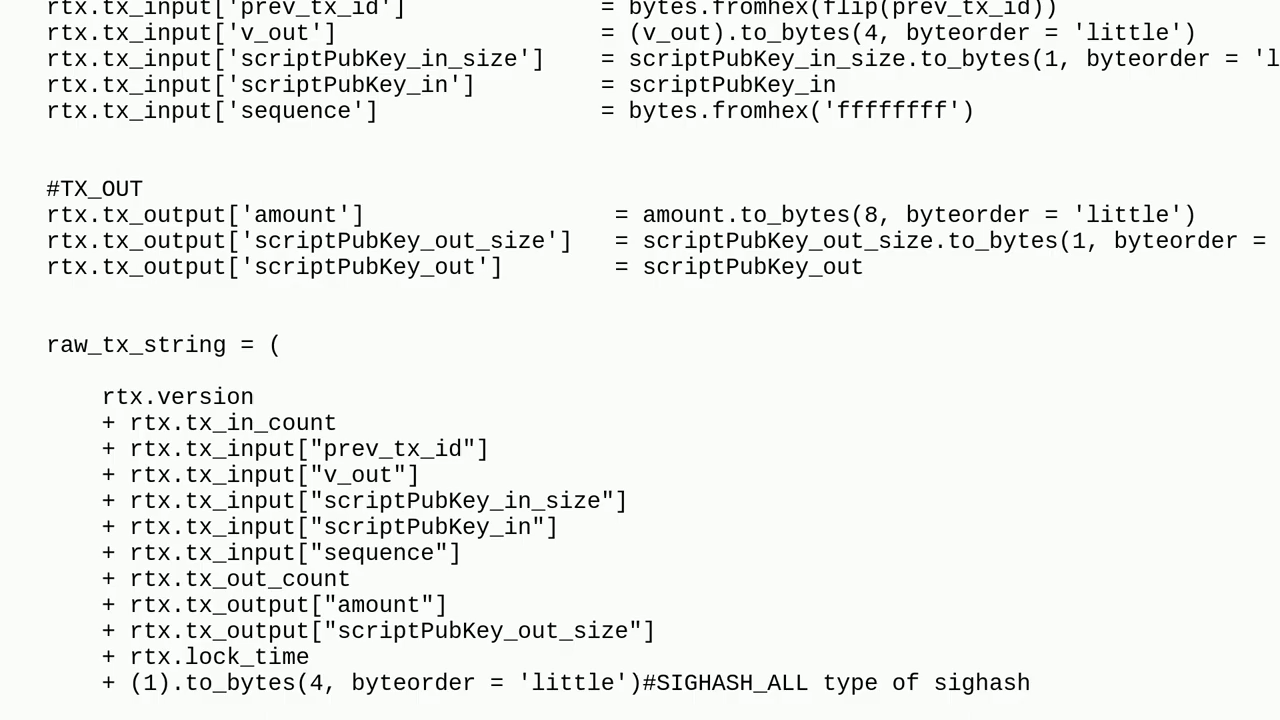 rtx.tx_input['prev_tx_id'] = bytes.fromhex(flip(prev_tx_id))
rtx.tx_input['v_out'] = (v_out).to_bytes(4, byteorder = 'little')
rtx.tx_input['scriptPubKey_in_size'] = scriptPubKey_in_size.to_bytes(1, byteorder = 'l
rtx.tx_input['scriptPubKey_in'] = scriptPubKey_in
rtx.tx_input['sequence'] = bytes.fromhex('ffffffff')
#TX_OUT
rtx.tx_output['amount'] = amount.to_bytes(8, byteorder = 'little')
rtx.tx_output['scriptPubKey_out_size'] = scriptPubKey_out_size.to_bytes(1, byteorder =
rtx.tx_output['scriptPubKey_out'] = scriptPubKey_out
raw_tx_string = (
rtx.version
+ rtx.tx_in_count
+ rtx.tx_input["prev_tx_id"]
+ rtx.tx_input["v_out"]
+ rtx.tx_input["scriptPubKey_in_size"]
+ rtx.tx_input["scriptPubKey_in"]
+ rtx.tx_input["sequence"]
+ rtx.tx_out_count
+ rtx.tx_output["amount"]
+ rtx.tx_output["scriptPubKey_out_size"]
+ rtx.lock_time
+ (1).to_bytes(4, byteorder = 'little')#SIGHASH_ALL type of sighash